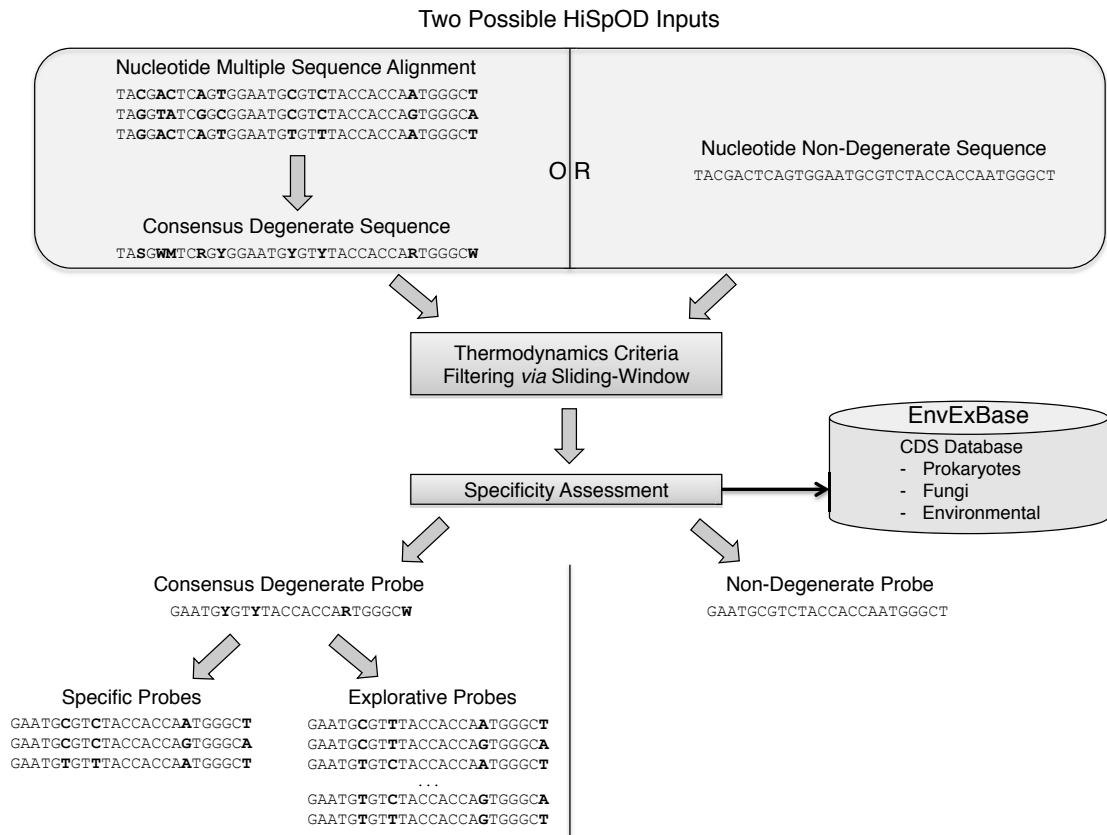 Two Possible HiSpOD Inputs
Nucleotide Multiple Sequence Alignment
TACGACTCAGTGGAATGCGTCTACCACCAATGGGCT
TAGGTATCGGCGGAATGCGTCTACCACCAGTGGGCA
TAGGACTCAGTGGAATGTGTTTACCACCAATGGGCT
Consensus Degenerate Sequence
TASGWMTCRGYGGAATGYGTYTACCACCARTGGGCW
OR
Nucleotide Non-Degenerate Sequence
TACGACTCAGTGGAATGCGTCTACCACCAATGGGCT
Thermodynamics Criteria
Filtering via Sliding-Window
Specificity Assessment
EnvExBase
CDS Database
- Prokaryotes
- Fungi
- Environmental
Consensus Degenerate Probe
GAATGYGTYTACCACCARTGGGCW
Non-Degenerate Probe
GAATGCGTCTACCACCAATGGGCT
Specific Probes
GAATGCGTCTACCACCAATGGGCT
GAATGCGTCTACCACCAGTGGGCA
GAATGTGTTTACCACCAATGGGCT
Explorative Probes
GAATGCGTTTACCACCAATGGGCT
GAATGCGTTTACCACCAGTGGGCA
GAATGTGTCTACCACCAATGGGCT
...
GAATGTGTCTACCACCAGTGGGCA
GAATGTGTTTACCACCAGTGGGCT